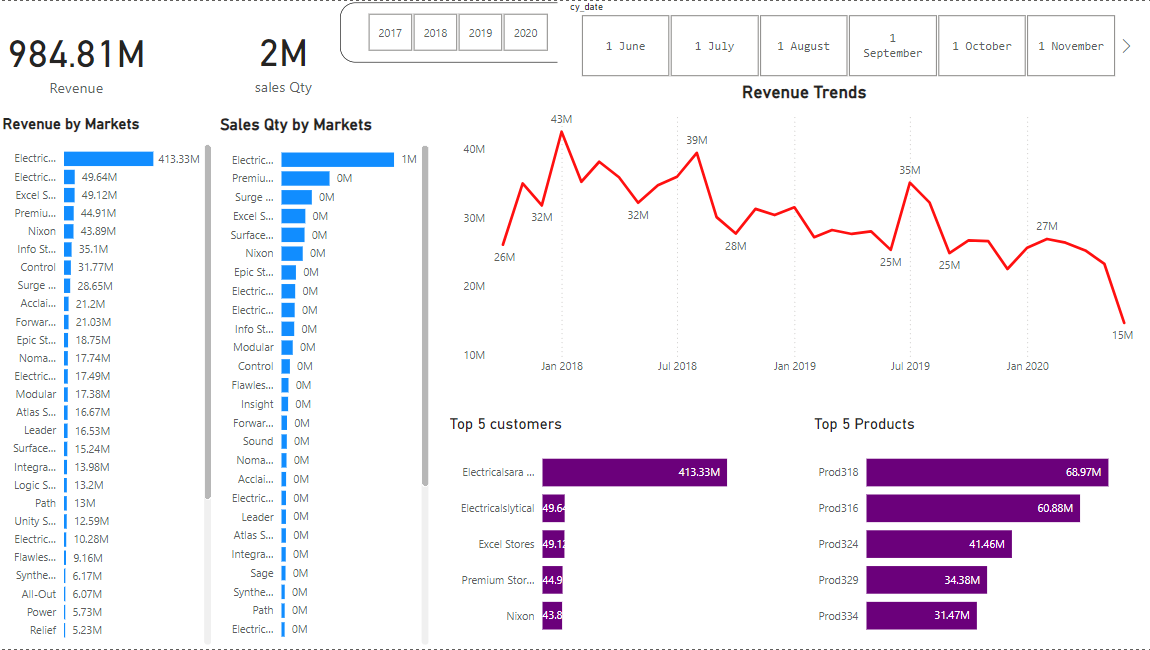 cy_date
2017 2018 2019 2020
1 June 1 July 1 August 1 September 1 October 1 November
984.81M
Revenue
2M
sales Qty
Revenue by Markets
Electric... 413.33M
Electric... 49.64M
Excel S... 49.12M
Premiu... 44.91M
Nixon 43.89M
Info St... 35.1M
Control 31.77M
Surge ... 28.65M
Acclai... 21.2M
Forwar... 21.03M
Epic St... 18.75M
Noma... 17.74M
Electric... 17.49M
Modular 17.38M
Atlas S... 16.67M
Leader 16.53M
Surface... 15.24M
Integra... 13.98M
Logic S... 13.2M
Path 13M
Unity S... 12.59M
Electric... 10.28M
Flawles... 9.16M
Synthe... 6.17M
All-Out 6.07M
Power 5.73M
Relief 5.23M
Sales Qty by Markets
Electric... 1M
Premiu... 0M
Surge ... 0M
Excel S... 0M
Surface... 0M
Nixon 0M
Epic St... 0M
Electric... 0M
Electric... 0M
Info St... 0M
Modular 0M
Control 0M
Flawles... 0M
Insight 0M
Forwar... 0M
Sound 0M
Noma... 0M
Acclai... 0M
Electric... 0M
Leader 0M
Atlas S... 0M
Integra... 0M
Sage 0M
Synthe... 0M
Path 0M
Electric... 0M
Revenue Trends
40M
30M
20M
10M
26M 32M 43M 32M 39M 28M 25M 35M 25M 27M 15M
Jan 2018 Jul 2018 Jan 2019 Jul 2019 Jan 2020
Top 5 customers
Electricalsara ... 413.33M
Electricalslytical 49.64
Excel Stores 49.12
Premium Stor... 44.9
Nixon 43.8
Top 5 Products
Prod318 68.97M
Prod316 60.88M
Prod324 41.46M
Prod329 34.38M
Prod334 31.47M